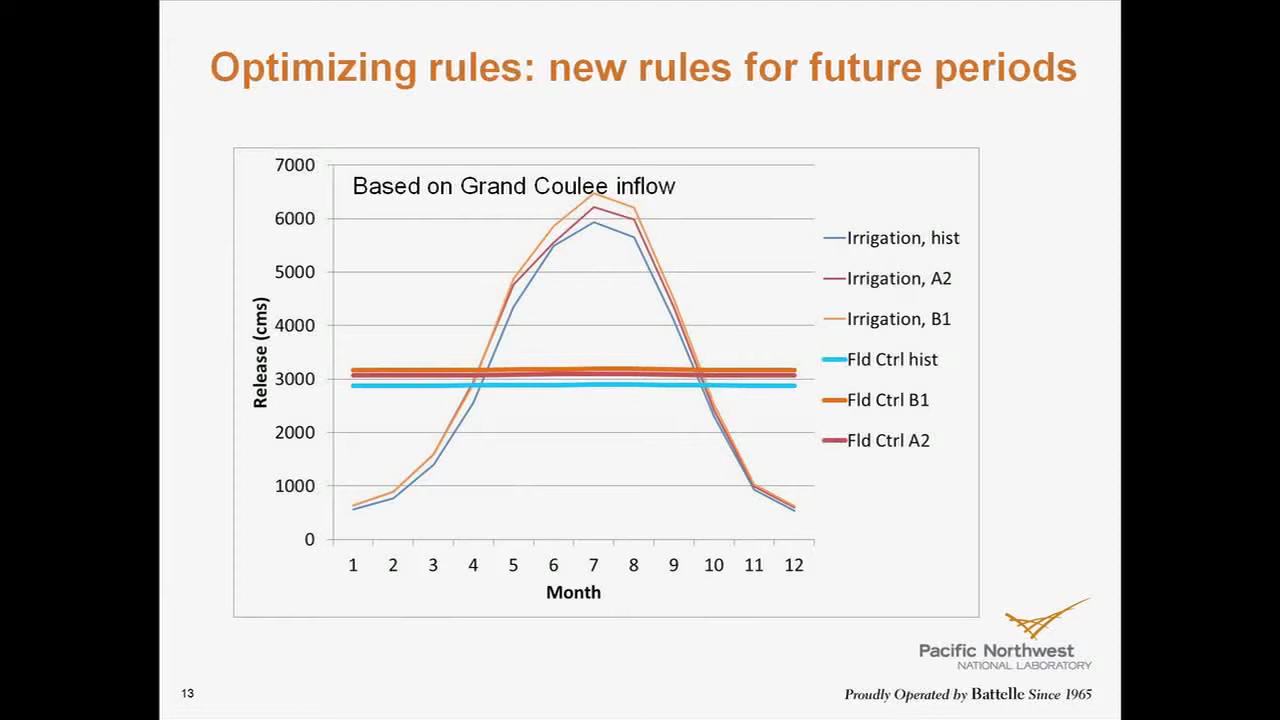 Optimizing rules: new rules for future periods
7000
6000
5000
4000
3000
2000
1000
0
Release (cms)
Based on Grand Coulee inflow
1 2 3 4 5 6 7 8 9 10 11 12
Month
Irrigation, hist
Irrigation, A2
Irrigation, B1
Fld Ctrl hist
Fld Ctrl B1
Fld Ctrl A2
Pacific Northwest
NATIONAL LABORATORY
13
Proudly Operated by Battelle Since 1965